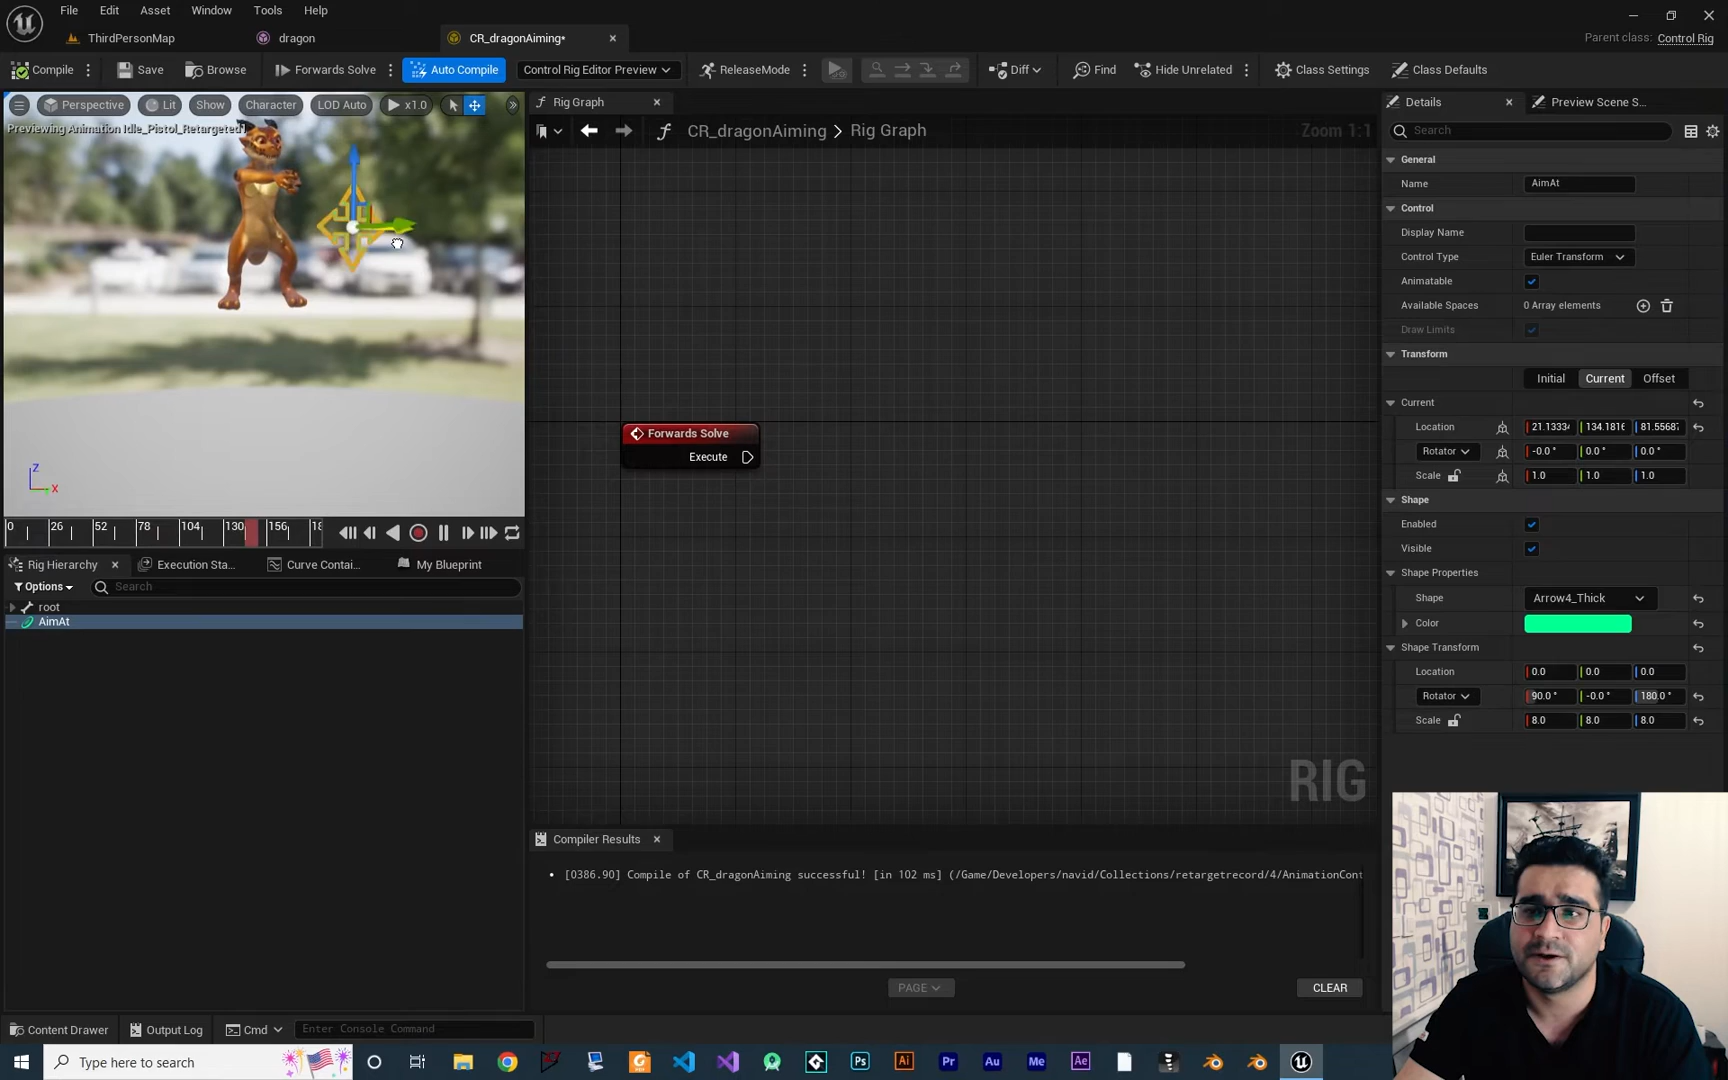 File Edit Asset Window Tools Help
ThirdPersonMap dragon CR_dragonAiming* Parent class: Control Rig
Compile Save Browse Forwards Solve Auto Compile Control Rig Editor Preview ReleaseMode Diff Find Hide Unrelated Class Settings Class Defaults
Perspective Lit Show Character LOD Auto x1.0
Previewing Animation Idle_Pistol_Retargeted1
Z
X
0 26 52 78 104 130 156 18
Rig Hierarchy Execution Sta... Curve Contai... My Blueprint
Options Search
root
AimAt
Rig Graph
CR_dragonAiming > Rig Graph Zoom 1:1
Forwards Solve
Execute
RIG
Compiler Results
[0386.90] Compile of CR_dragonAiming successful! [in 102 ms] (/Game/Developers/navid/Collections/retargetrecord/4/AnimationCont
PAGE CLEAR
Details Preview Scene S...
Search
General
Name AimAt
Control
Display Name
Control Type Euler Transform
Animatable
Available Spaces 0 Array elements
Draw Limits
Transform
Initial Current Offset
Current
Location 21.1333 134.1816 81.5568
Rotator -0.0 ° 0.0 ° 0.0 °
Scale 1.0 1.0 1.0
Shape
Enabled
Visible
Shape Properties
Shape Arrow4_Thick
Color
Shape Transform
Location 0.0 0.0 0.0
Rotator 90.0 ° -0.0 ° 180.0 °
Scale 8.0 8.0 8.0
Content Drawer Output Log Cmd Enter Console Command
Type here to search Ps Ai Pr Au Me Ae